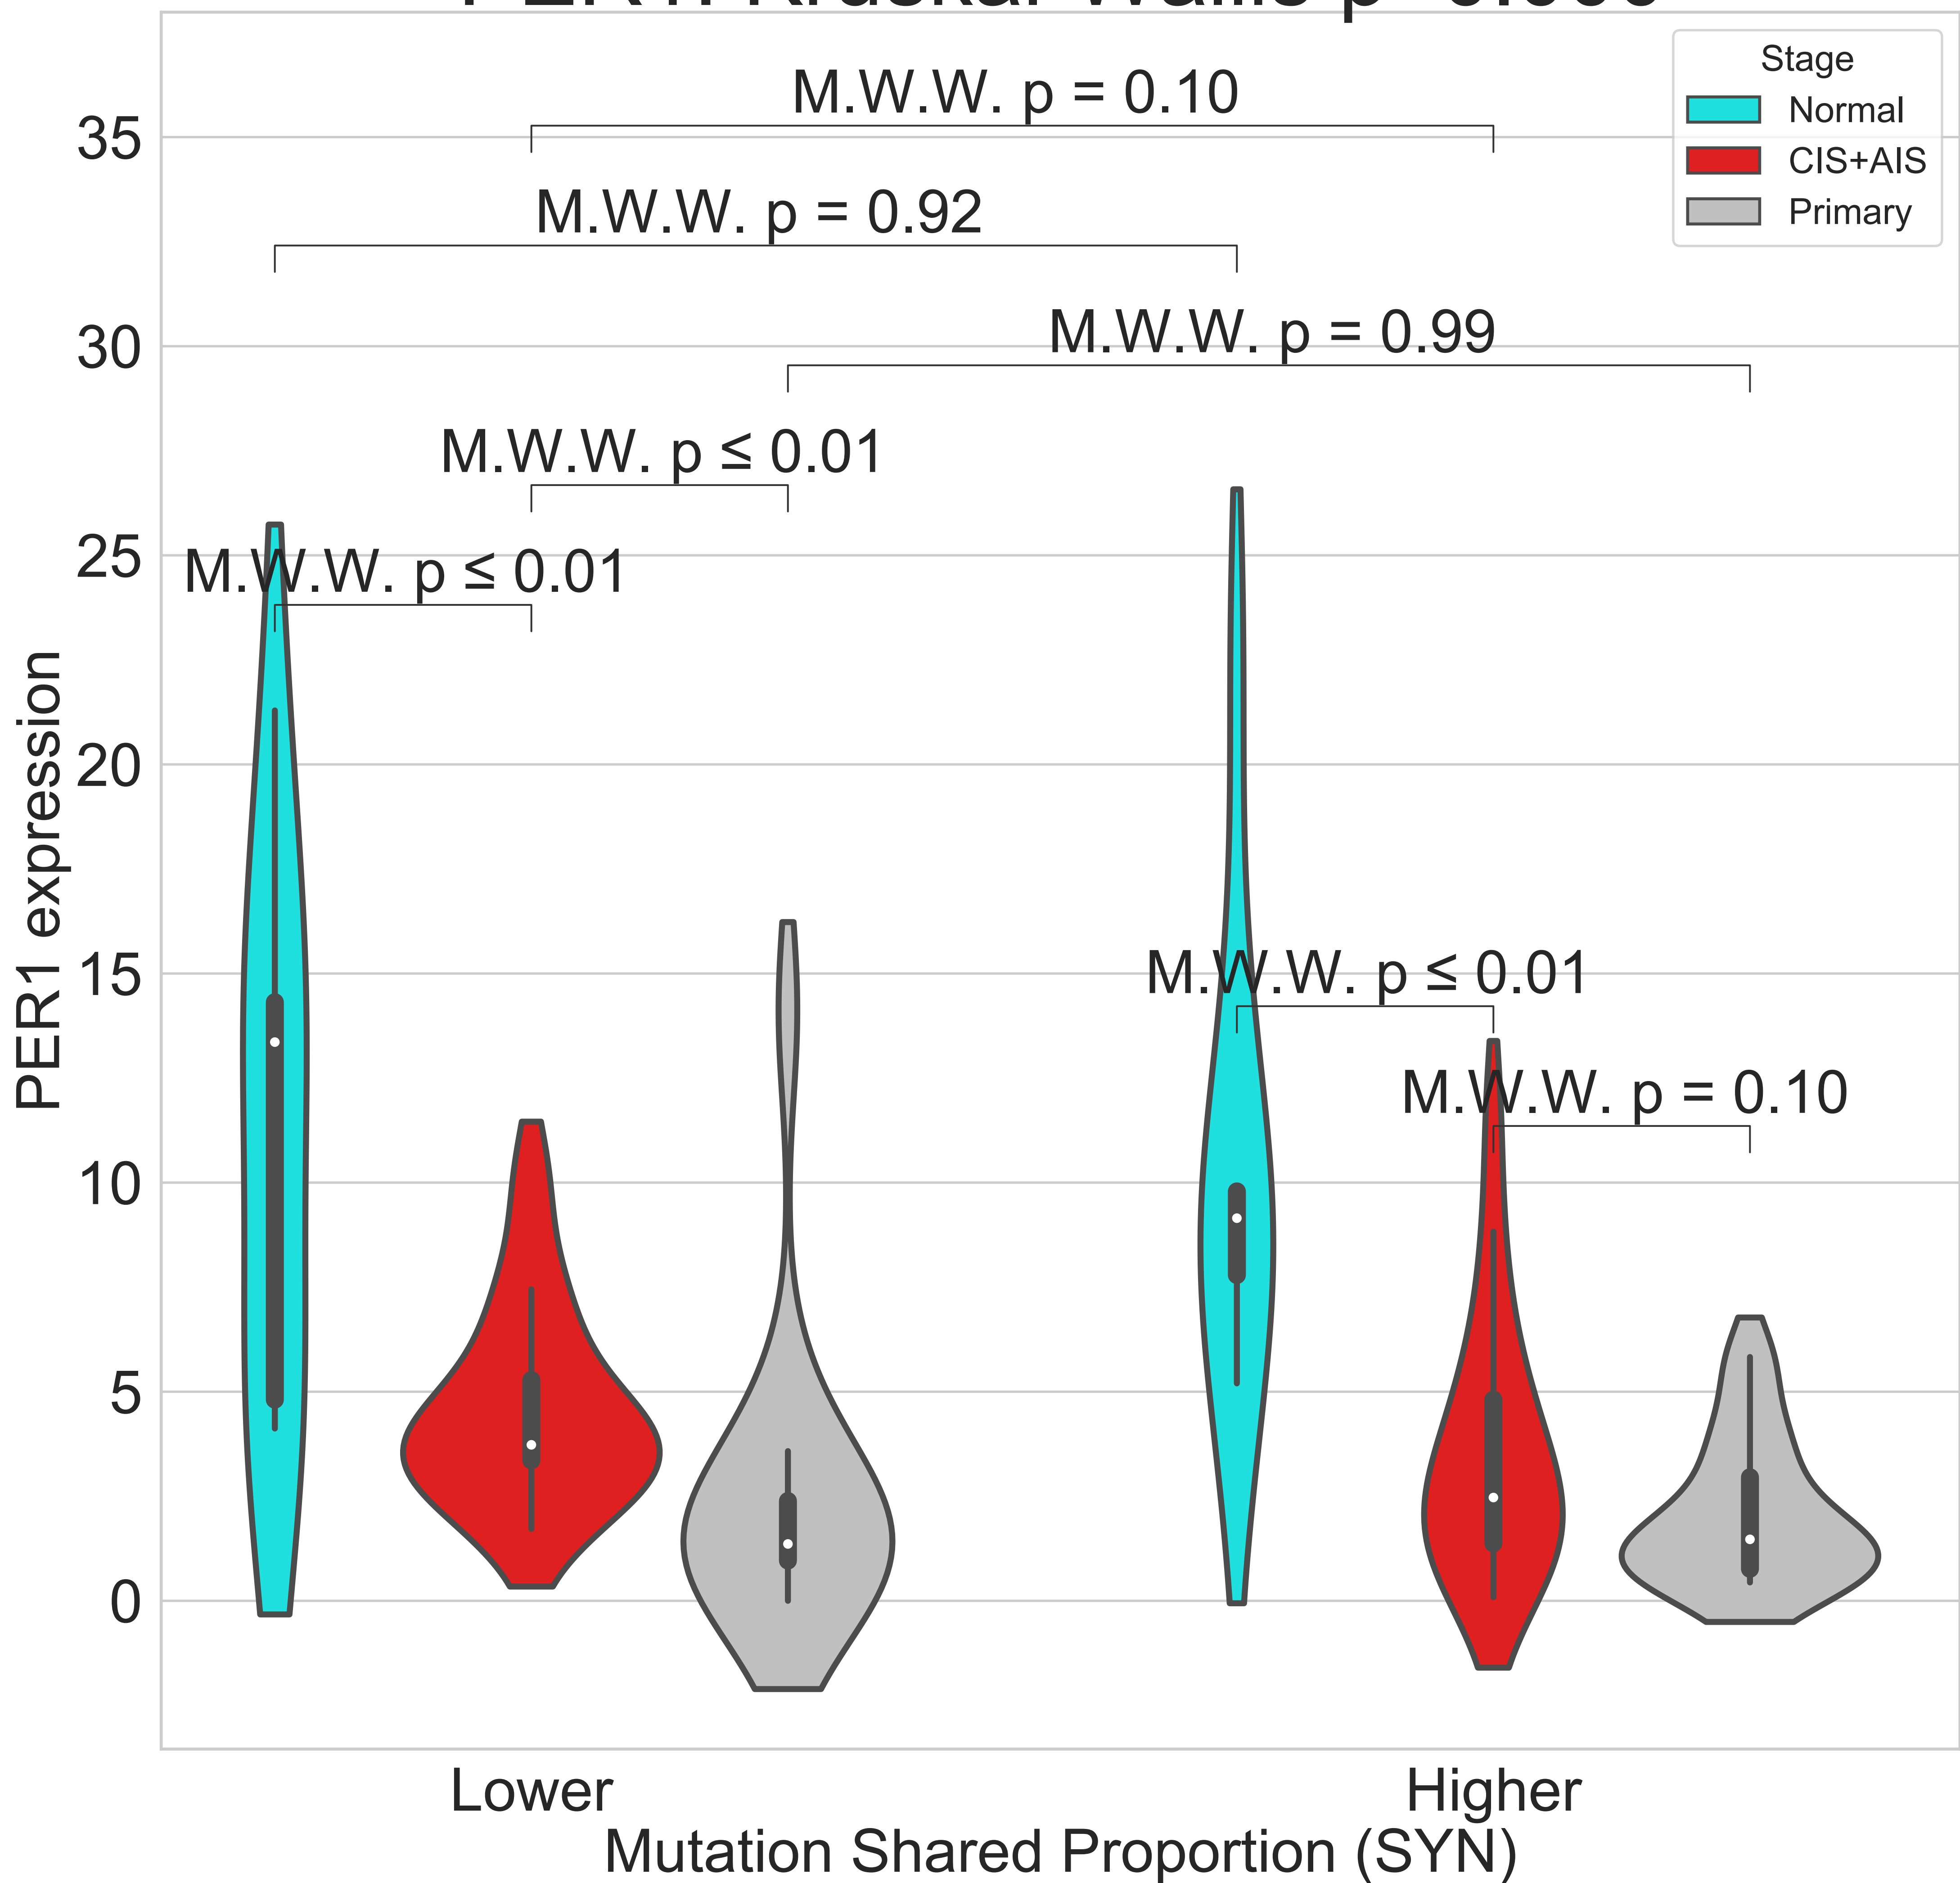 Stage
Normal
CIS+AIS
Primary
M.W.W. p = 0.10
M.W.W. p = 0.92
M.W.W. p = 0.99
M.W.W. p ≤ 0.01
M.W.W. p ≤ 0.01
M.W.W. p ≤ 0.01
M.W.W. p = 0.10
35
30
25
20
15
10
5
0
PER1 expression
Lower
Higher
Mutation Shared Proportion (SYN)